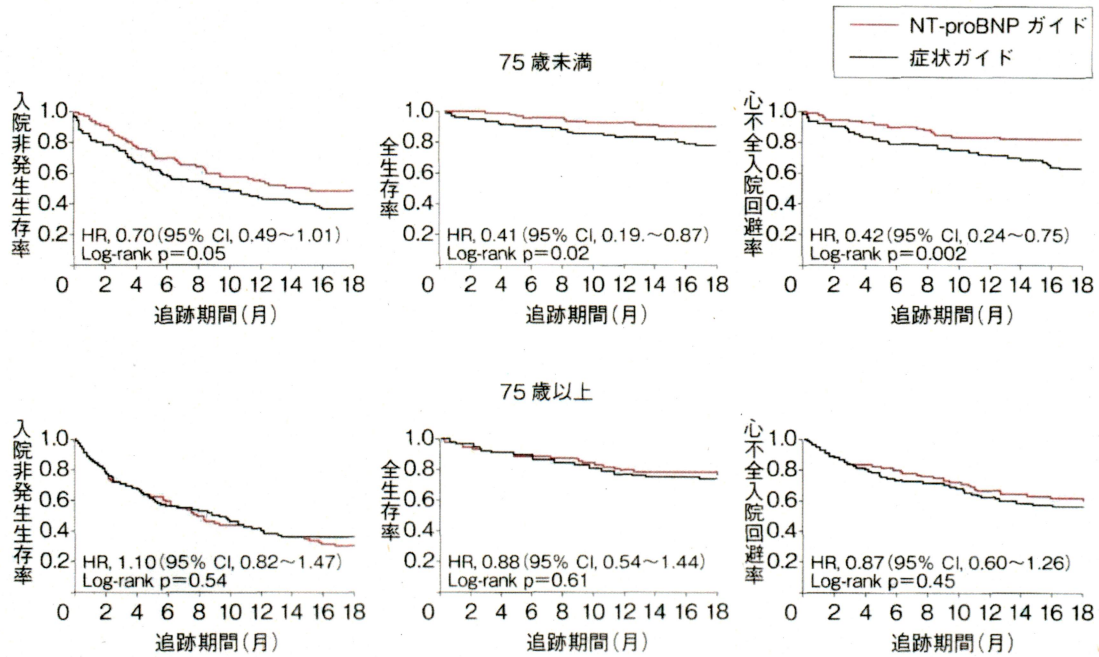 NT-proBNP ガイド
症状ガイド
75歳未満
入院非発生生存率
1.0
0.8
0.6
0.4
0.2
HR, 0.70 (95% CI, 0.49～1.01)
Log-rank p=0.05
0 2 4 6 8 10 12 14 16 18
追跡期間(月)
全生存率
1.0
0.8
0.6
0.4
0.2
HR, 0.41 (95% CI, 0.19.～0.87)
Log-rank p=0.02
0 2 4 6 8 10 12 14 16 18
追跡期間(月)
心不全入院回避率
1.0
0.8
0.6
0.4
0.2
HR, 0.42 (95% CI, 0.24～0.75)
Log-rank p=0.002
0 2 4 6 8 10 12 14 16 18
追跡期間(月)
75歳以上
入院非発生生存率
1.0
0.8
0.6
0.4
0.2
HR, 1.10 (95% CI, 0.82～1.47)
Log-rank p=0.54
0 2 4 6 8 10 12 14 16 18
追跡期間(月)
全生存率
1.0
0.8
0.6
0.4
0.2
HR, 0.88 (95% CI, 0.54～1.44)
Log-rank p=0.61
0 2 4 6 8 10 12 14 16 18
追跡期間(月)
心不全入院回避率
1.0
0.8
0.6
0.4
0.2
HR, 0.87 (95% CI, 0.60～1.26)
Log-rank p=0.45
0 2 4 6 8 10 12 14 16 18
追跡期間(月)